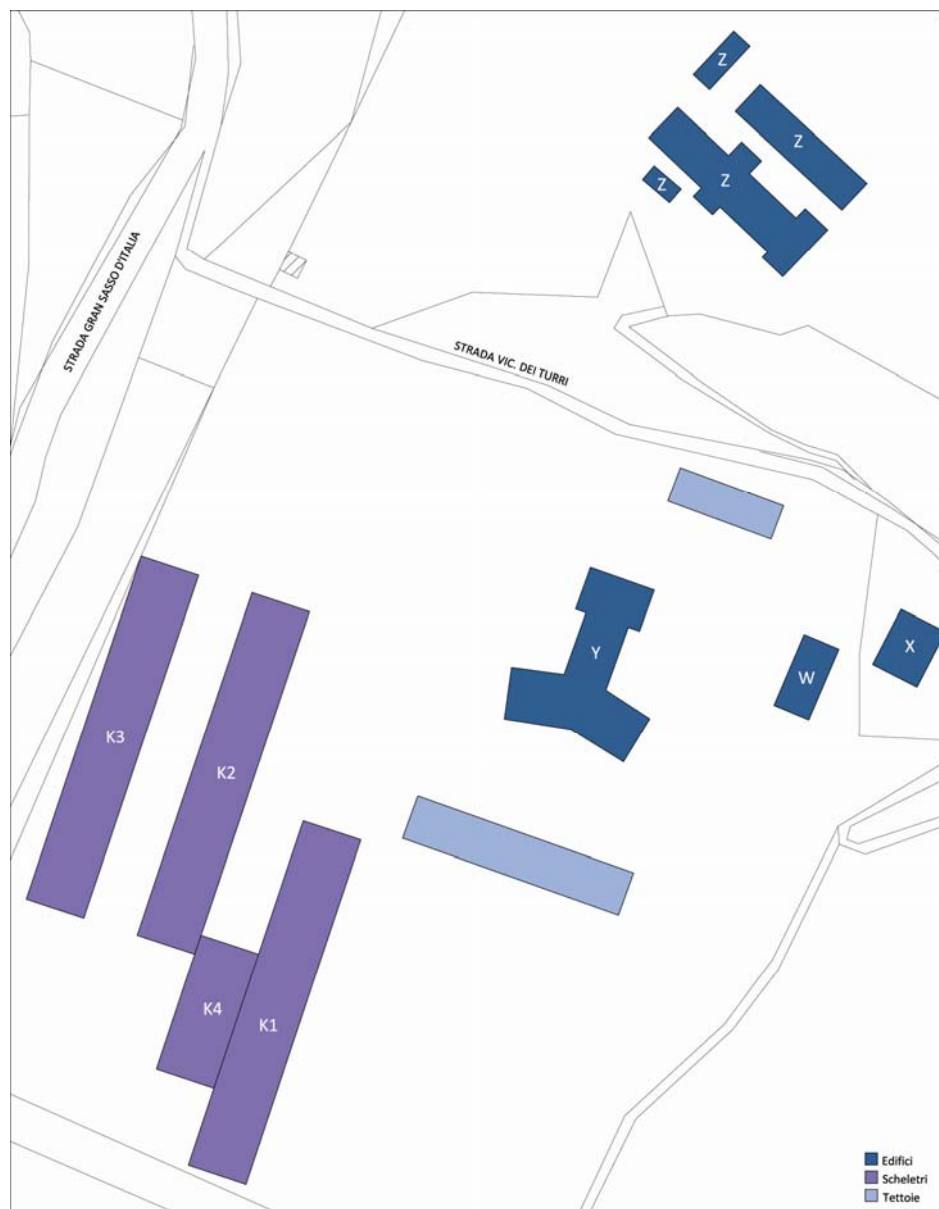 Z
Z
Z
Z
STRADA GRAN SASSO D'ITALIA
STRADA VIC. DEI TURRI
Y
X
W
K3
K2
K4
K1
Edifici
Scheletri
Tettoie